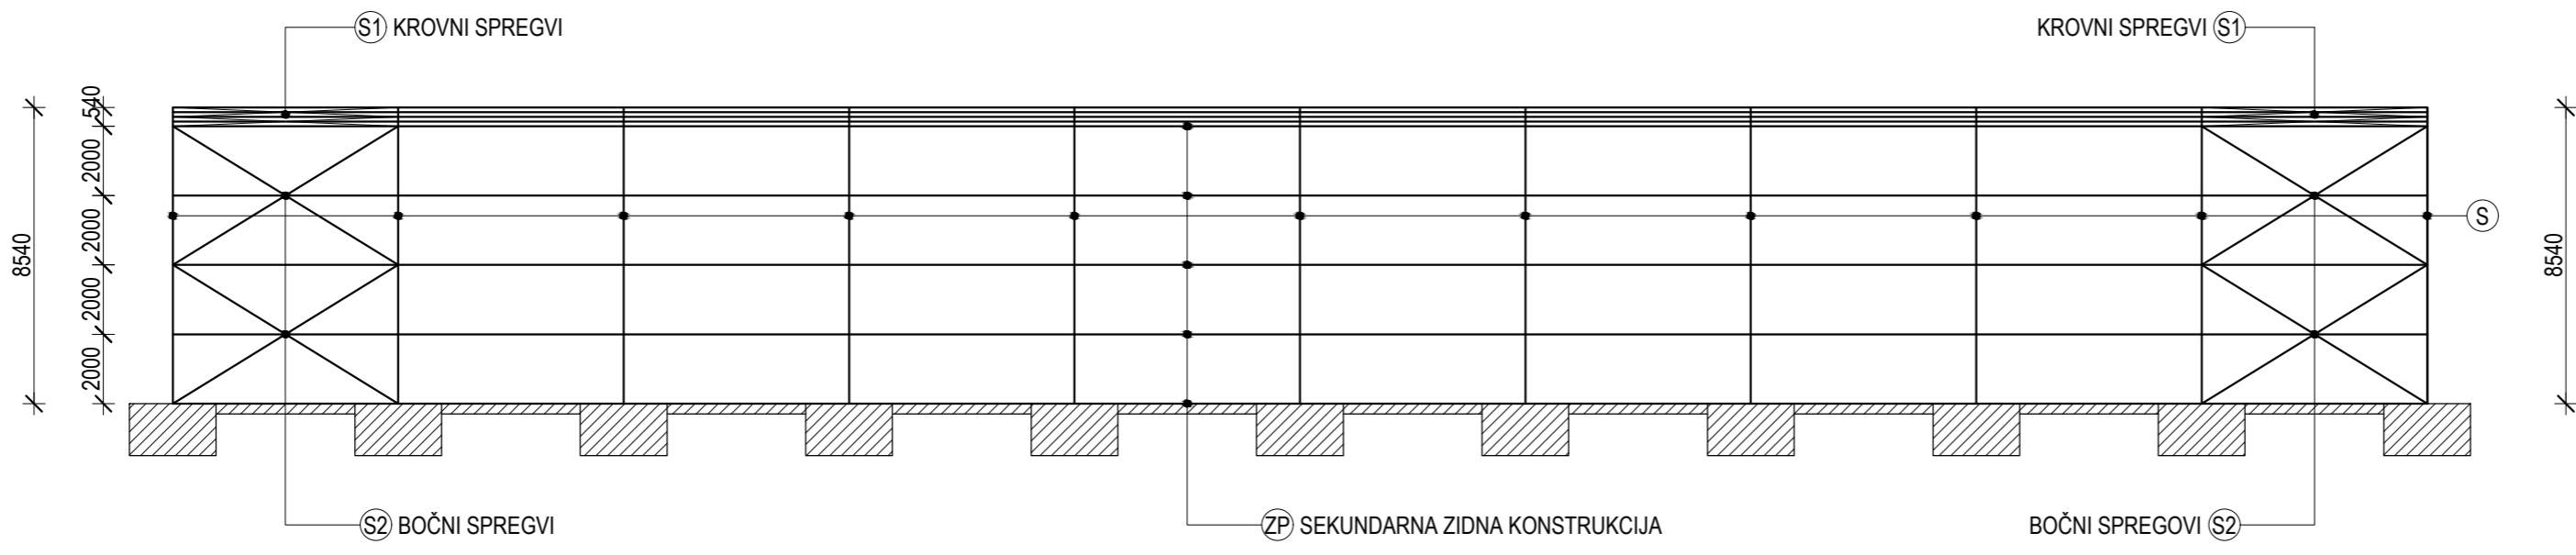 S1 KROVNI SPREGVI
KROVNI SPREGVI S1
540
2000
2000
2000
2000
8540
8540
S
S2 BOČNI SPREGVI
ZP SEKUNDARNA ZIDNA KONSTRUKCIJA
BOČNI SPREGOVI S2